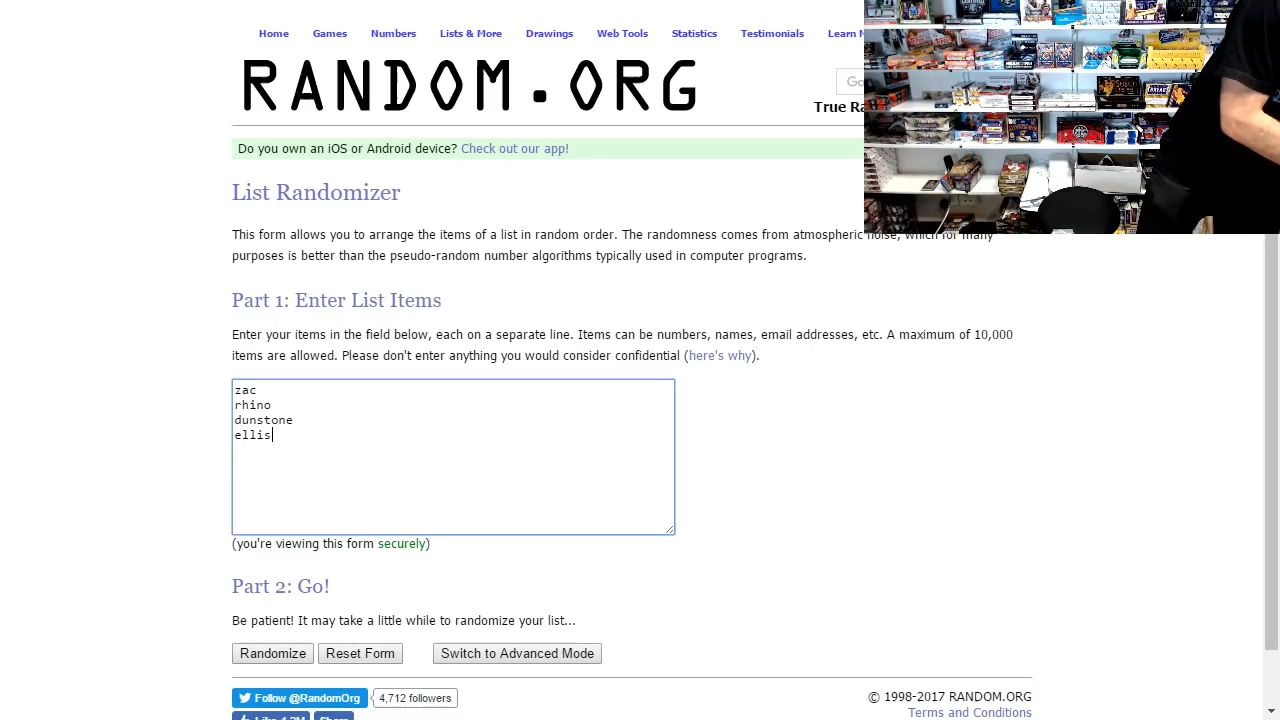 Home Games Numbers Lists & More Drawings Web Tools Statistics Testimonials Learn
RANDOM.ORG
True
Do you own an iOS or Android device? Check out our app!
List Randomizer
This form allows you to arrange the items of a list in random order. The randomness comes from atmospheric noise, which for many
purposes is better than the pseudo-random number algorithms typically used in computer programs.
Part 1: Enter List Items
Enter your items in the field below, each on a separate line. Items can be numbers, names, email addresses, etc. A maximum of 10,000
items are allowed. Please don't enter anything you would consider confidential (here's why).
zac
rhino
dunstone
ellis
(you're viewing this form securely)
Part 2: Go!
Be patient! It may take a little while to randomize your list...
Randomize Reset Form Switch to Advanced Mode
Follow @RandomOrg 4,712 followers
© 1998-2017 RANDOM.ORG
Terms and Conditions